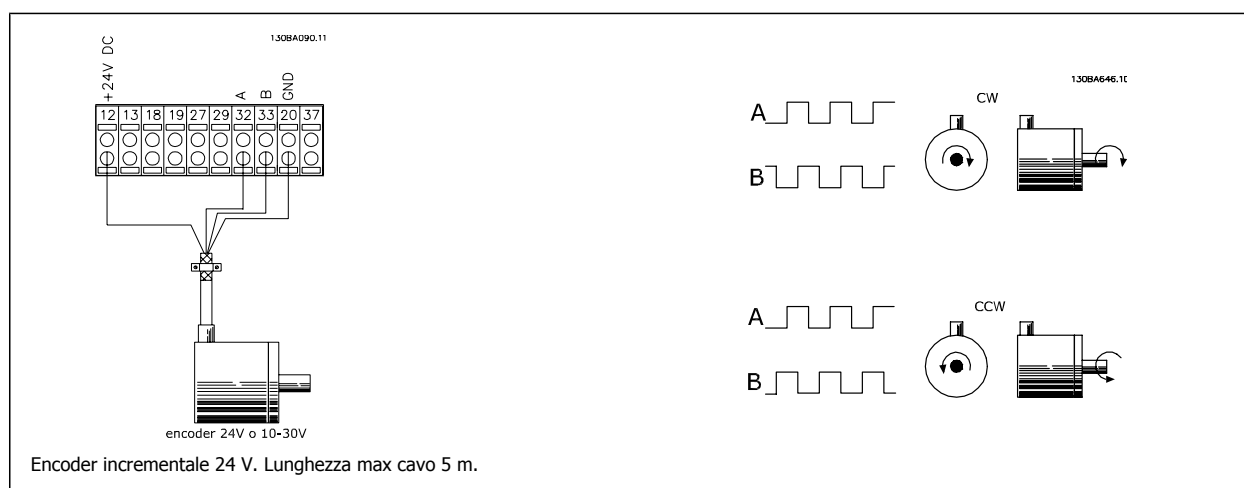 130BA090.11
+24V DC
A
B
GND
12 13 18 19 27 29 32 33 20 37
encoder 24V o 10-30V
130BA646.10
A
CW
B
A
CCW
B
Encoder incrementale 24 V. Lunghezza max cavo 5 m.